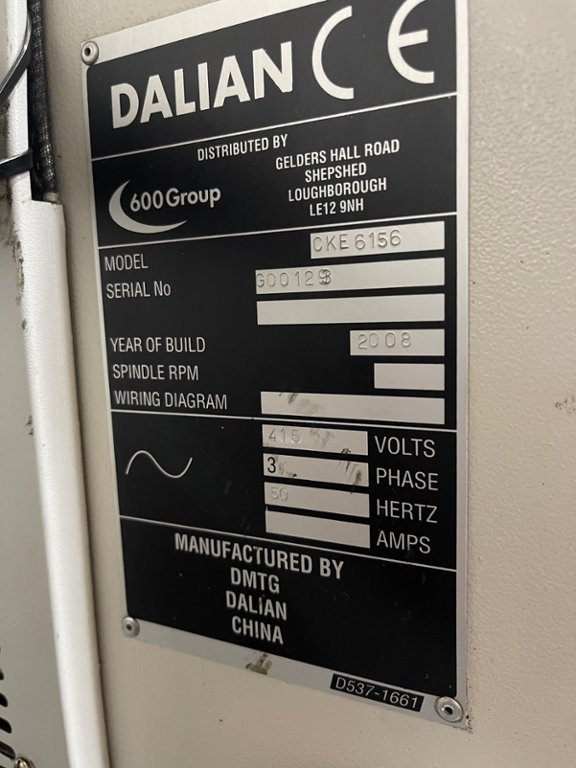 DALIAN CE
DISTRIBUTED BY
600 Group
GELDERS HALL ROAD
SHEPSHED
LOUGHBOROUGH
LE12 9NH
MODEL CKE6156
SERIAL No
YEAR OF BUILD 2008
SPINDLE RPM
WIRING DIAGRAM
415 VOLTS
3 PHASE
50 HERTZ
AMPS
MANUFACTURED BY
DMTG
DALIAN
CHINA
D537-1661